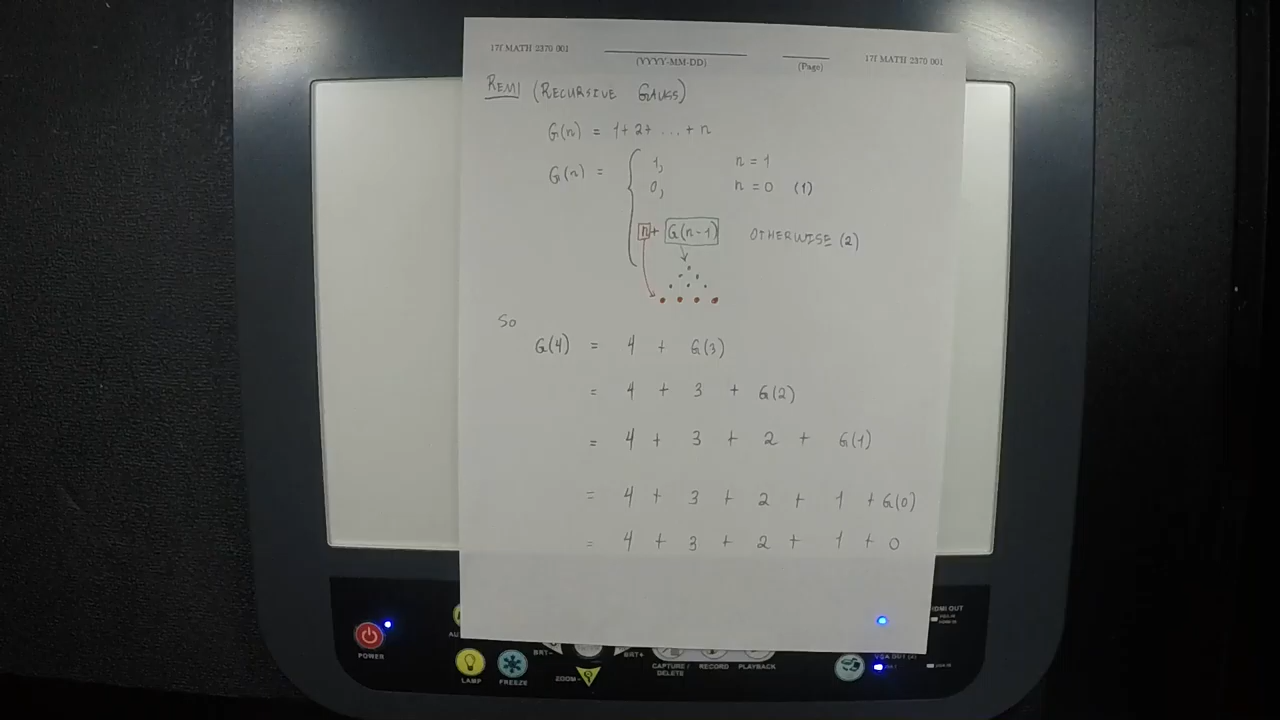 17f MATH 2370 001 (YYYY-MM-DD) (Page) 17f MATH 2370 001
REM (RECURSIVE GAUSS)
G(n) = 1+2+ ... + n
G(n) = { 1, n = 1
0, n = 0 (1)
n + G(n-1) OTHERWISE (2)
So
G(4) = 4 + G(3)
= 4 + 3 + G(2)
= 4 + 3 + 2 + G(1)
= 4 + 3 + 2 + 1 + G(0)
= 4 + 3 + 2 + 1 + 0
HDMI OUT
POWER
LAMP FREEZE BRT- ZOOM- BRT+ CAPTURE / DELETE RECORD PLAYBACK